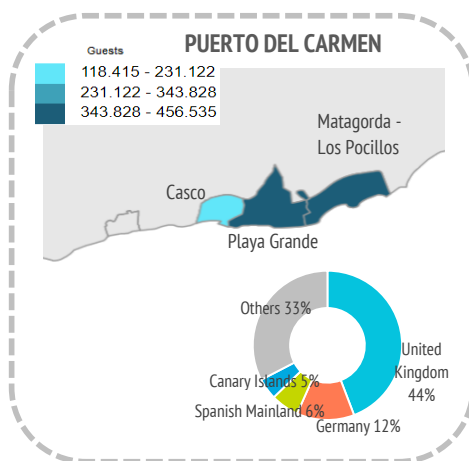 PUERTO DEL CARMEN
Guests
118.415 - 231.122
231.122 - 343.828
343.828 - 456.535
Matagorda -
Los Pocillos
Casco
Playa Grande
Others 33%
United
Kingdom
44%
Canary Islands 5%
Spanish Mainland 6%
Germany 12%